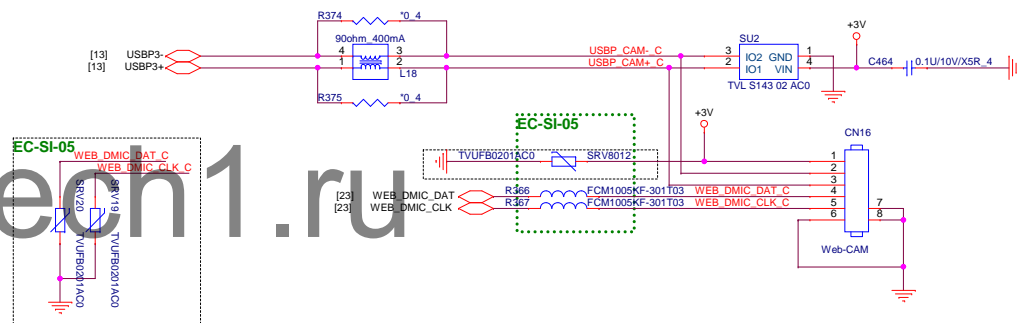 R374 *0_4
90ohm_400mA
[13] USBP3- 4 3 USBP_CAM-_C
[13] USBP3+ 1 2 USBP_CAM+_C
L18
R375 *0_4
SU2
3 IO2 GND 1
2 IO1 VIN 4
TVL S143 02 AC0
+3V
C464 0.1U/10V/X5R_4
EC-SI-05
WEB_DMIC_DAT_C
WEB_DMIC_CLK_C
SRV20
TVUFB0201AC0
SRV19
TVUFB0201AC0
EC-SI-05
+3V
TVUFB0201AC0 SRV8012
[23] WEB_DMIC_DAT R366 FCM1005KF-301T03 WEB_DMIC_DAT_C
[23] WEB_DMIC_CLK R367 FCM1005KF-301T03 WEB_DMIC_CLK_C
CN16
1
2
3
4
5
6
7
8
Web-CAM
ech1.ru